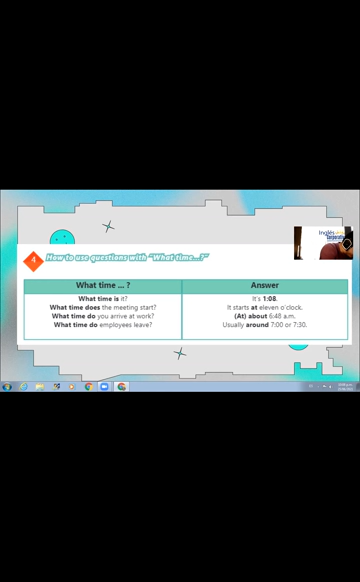 Inglés
Corporativo
4
How to use questions with "What time...?"
What time ... ?
Answer
What time is it?
It's 1:08.
What time does the meeting start?
It starts at eleven o'clock.
What time do you arrive at work?
(At) about 6:48 a.m.
What time do employees leave?
Usually around 7:00 or 7:30.